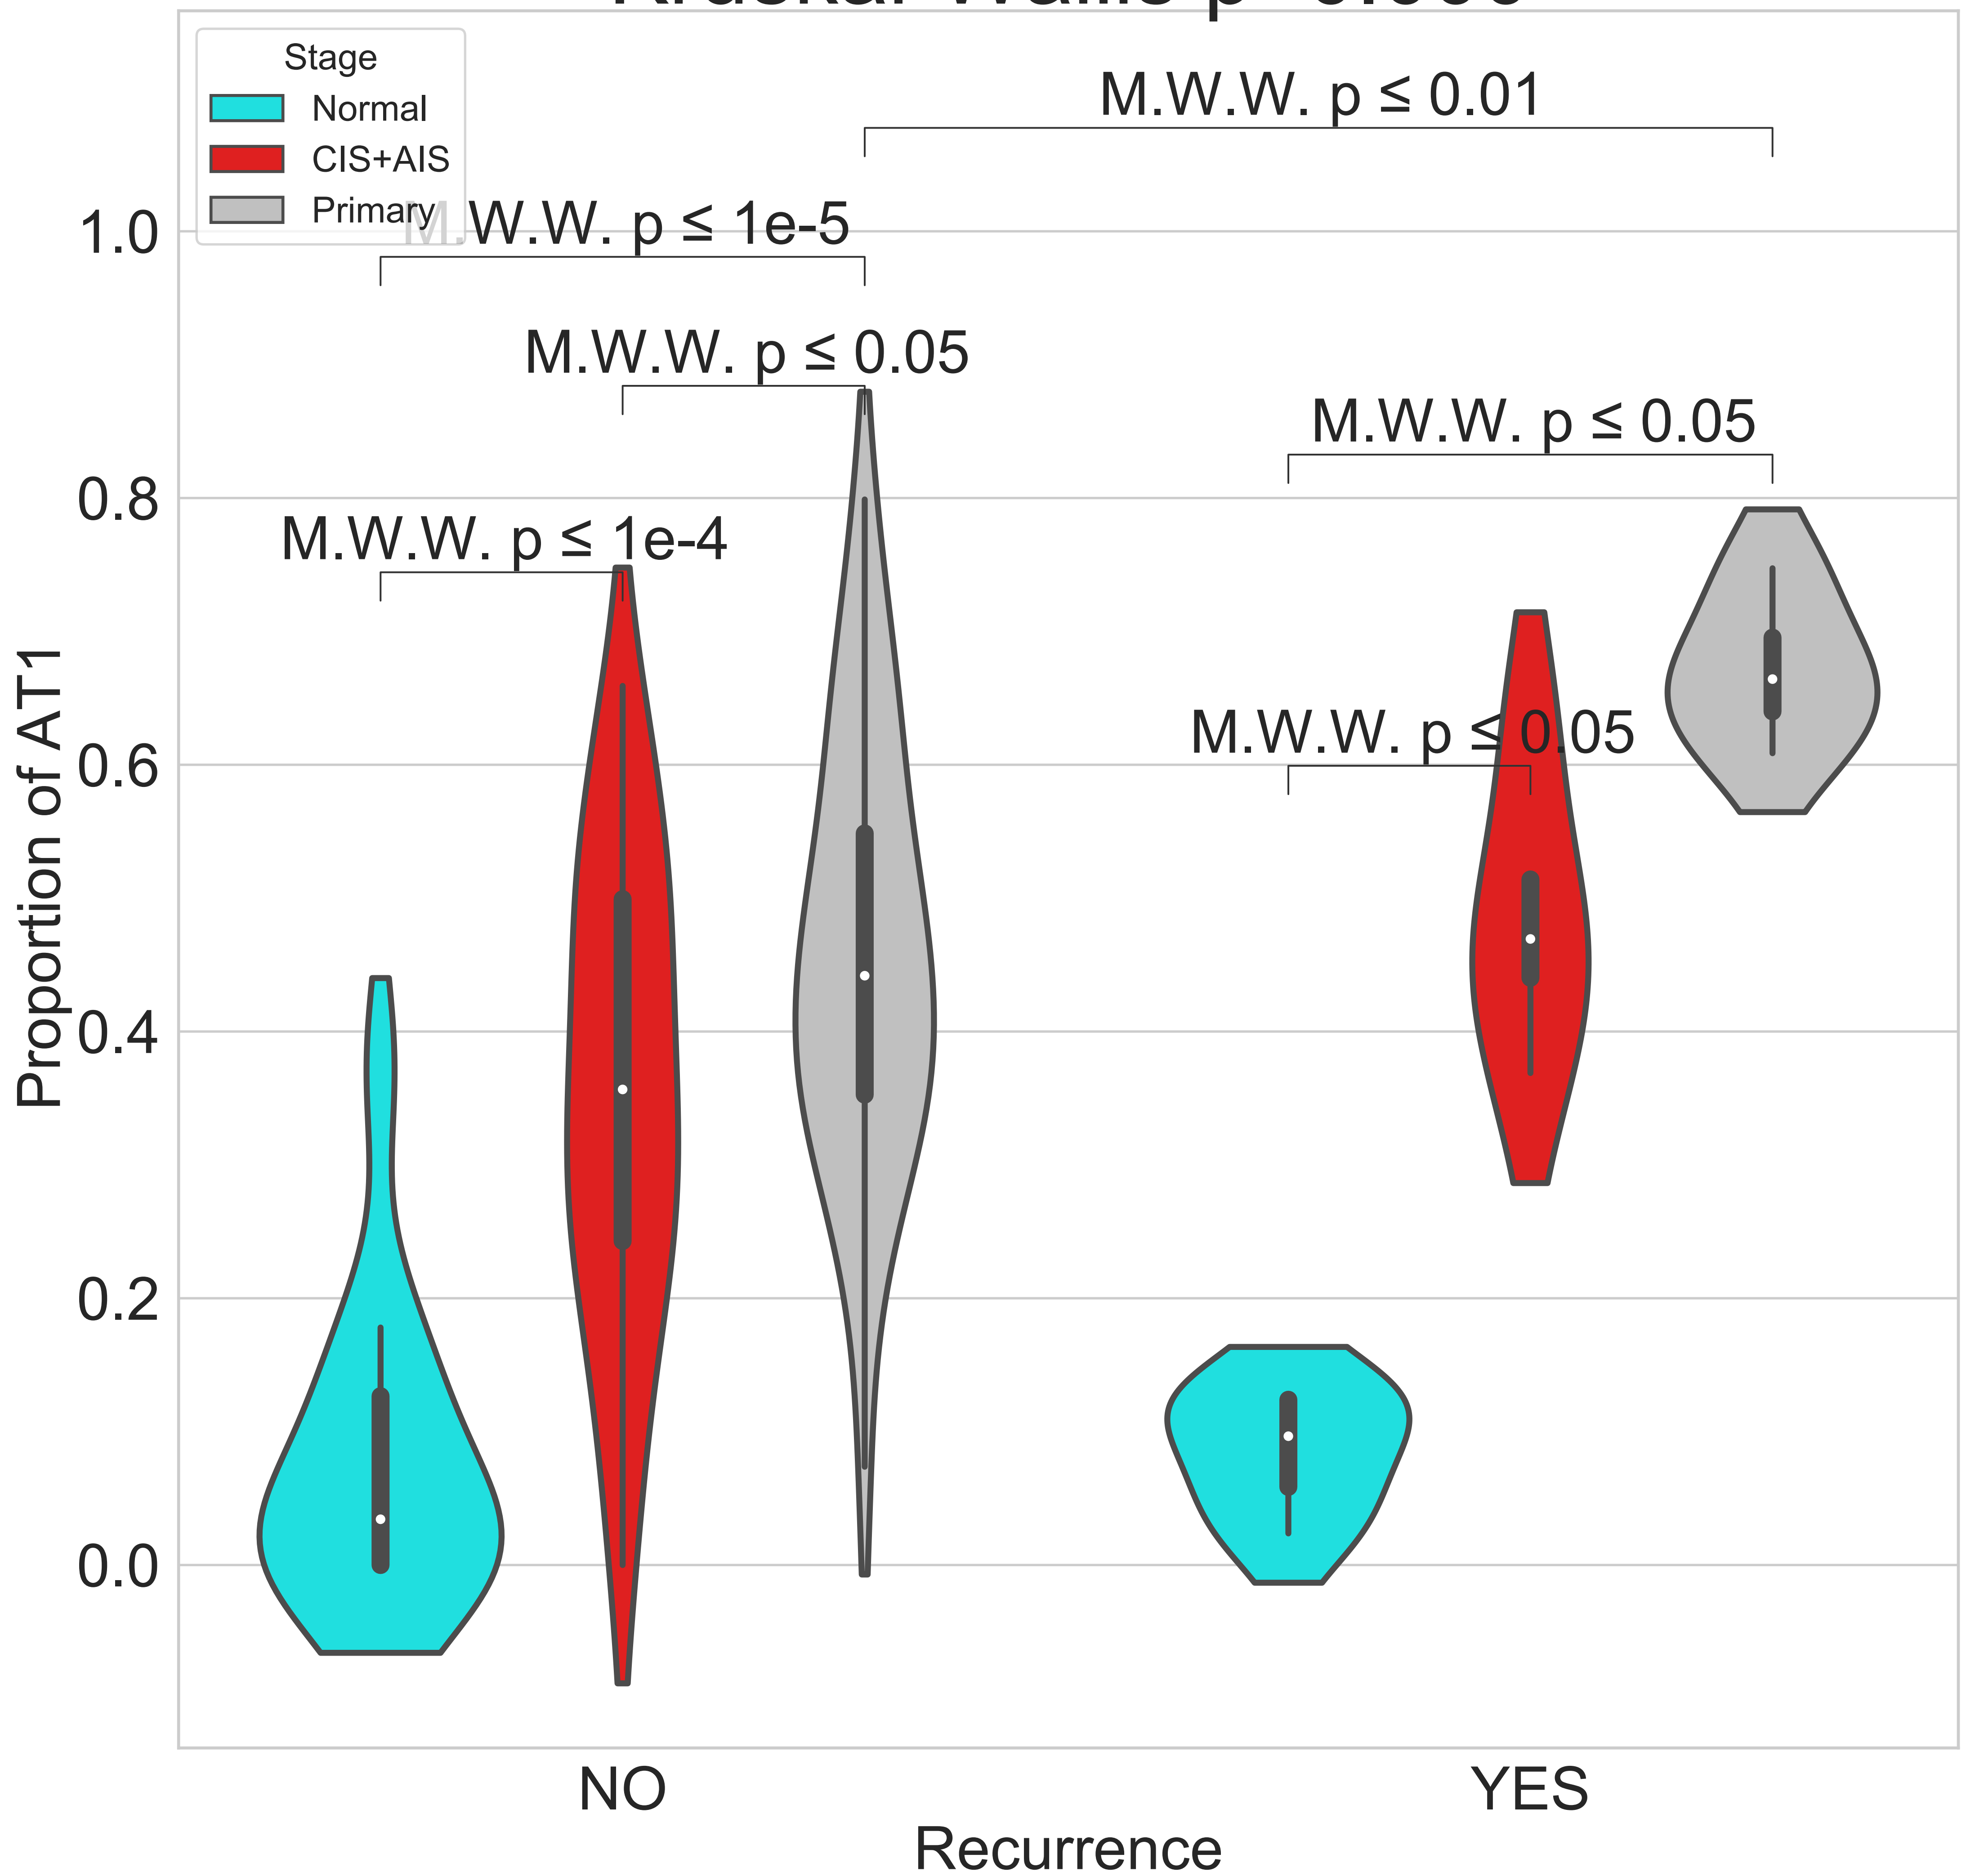 Stage
Normal
CIS+AIS
Primary
M.W.W. p ≤ 0.01
M.W.W. p ≤ 1e-5
M.W.W. p ≤ 0.05
M.W.W. p ≤ 0.05
M.W.W. p ≤ 1e-4
M.W.W. p ≤ 0.05
1.0
0.8
0.6
0.4
0.2
0.0
Proportion of AT1
NO
YES
Recurrence